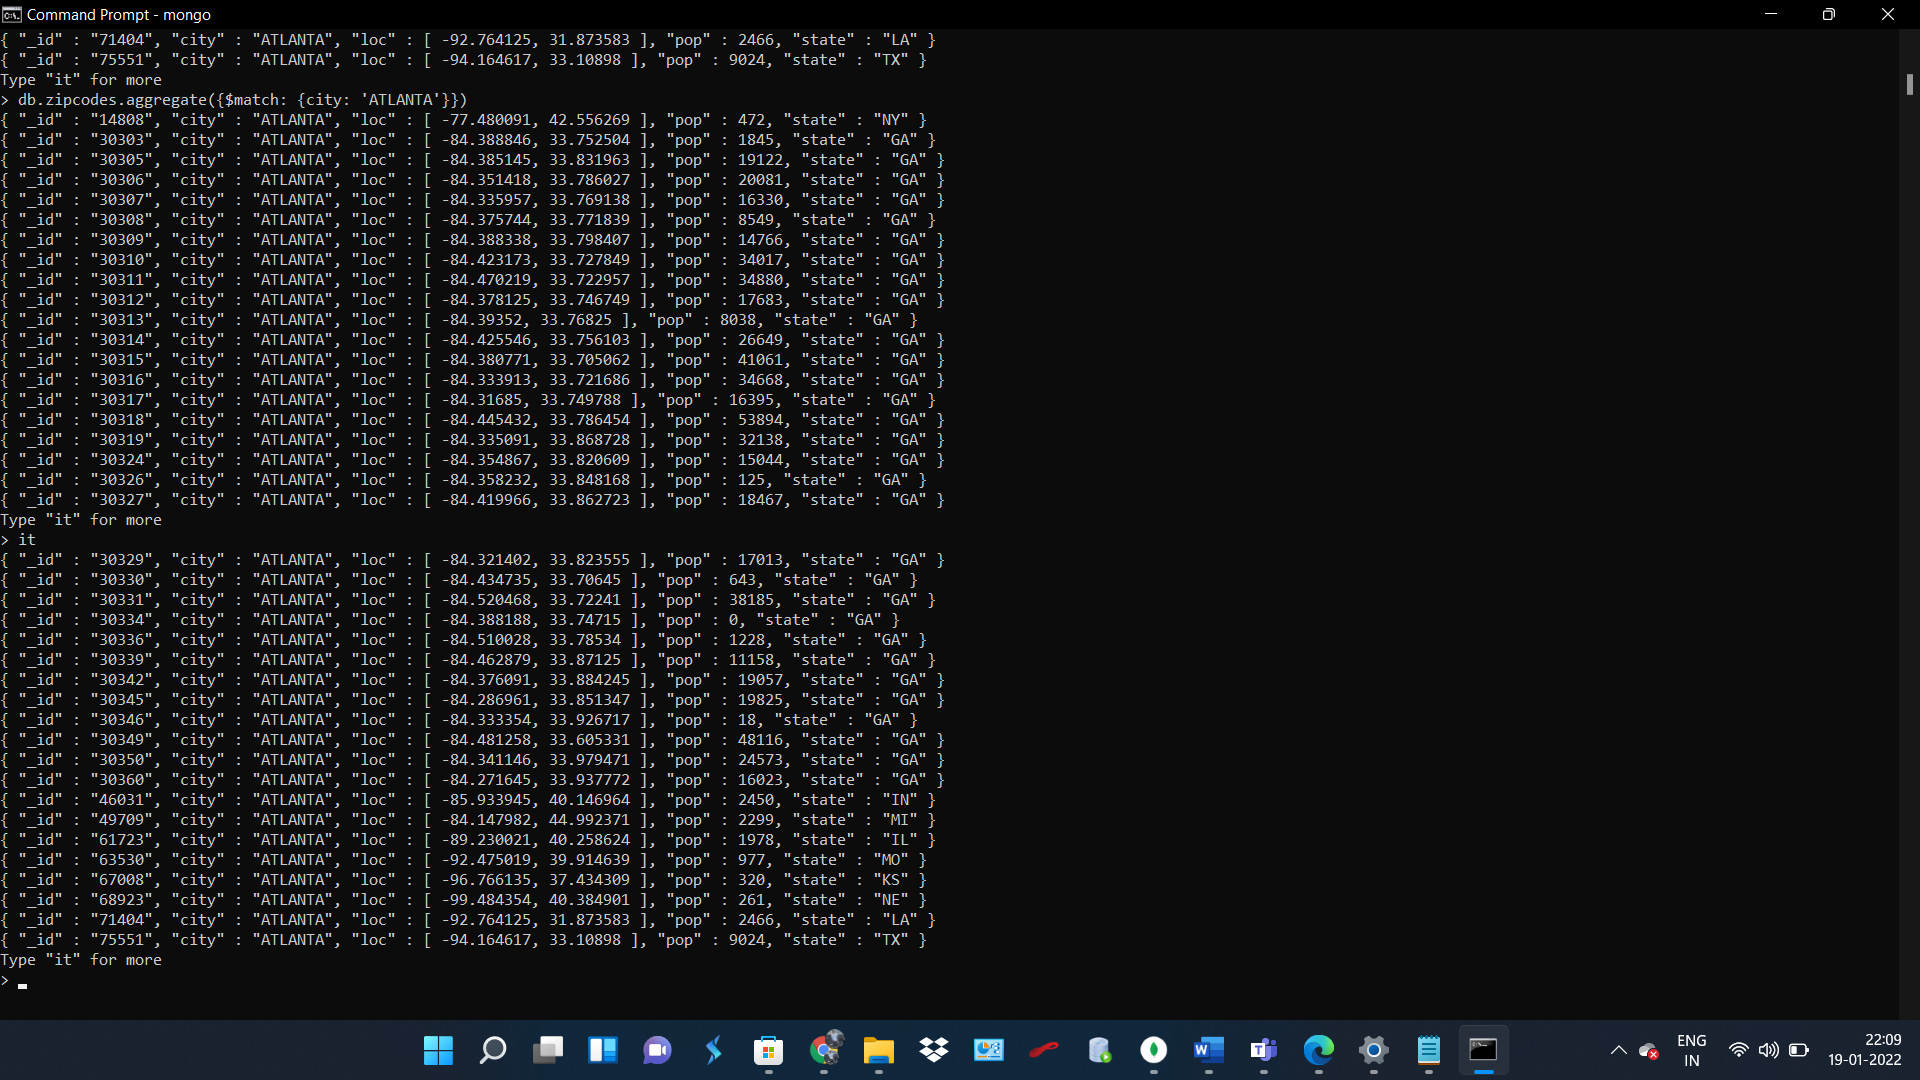 Command Prompt - mongo
{ "_id" : "71404", "city" : "ATLANTA", "loc" : [ -92.764125, 31.873583 ], "pop" : 2466, "state" : "LA" }
{ "_id" : "75551", "city" : "ATLANTA", "loc" : [ -94.164617, 33.10898 ], "pop" : 9024, "state" : "TX" }
Type "it" for more
> db.zipcodes.aggregate({$match: {city: 'ATLANTA'}})
{ "_id" : "14808", "city" : "ATLANTA", "loc" : [ -77.480091, 42.556269 ], "pop" : 472, "state" : "NY" }
{ "_id" : "30303", "city" : "ATLANTA", "loc" : [ -84.388846, 33.752504 ], "pop" : 1845, "state" : "GA" }
{ "_id" : "30305", "city" : "ATLANTA", "loc" : [ -84.385145, 33.831963 ], "pop" : 19122, "state" : "GA" }
{ "_id" : "30306", "city" : "ATLANTA", "loc" : [ -84.351418, 33.786027 ], "pop" : 20081, "state" : "GA" }
{ "_id" : "30307", "city" : "ATLANTA", "loc" : [ -84.335957, 33.769138 ], "pop" : 16330, "state" : "GA" }
{ "_id" : "30308", "city" : "ATLANTA", "loc" : [ -84.375744, 33.771839 ], "pop" : 8549, "state" : "GA" }
{ "_id" : "30309", "city" : "ATLANTA", "loc" : [ -84.388338, 33.798407 ], "pop" : 14766, "state" : "GA" }
{ "_id" : "30310", "city" : "ATLANTA", "loc" : [ -84.423173, 33.727849 ], "pop" : 34017, "state" : "GA" }
{ "_id" : "30311", "city" : "ATLANTA", "loc" : [ -84.470219, 33.722957 ], "pop" : 34880, "state" : "GA" }
{ "_id" : "30312", "city" : "ATLANTA", "loc" : [ -84.378125, 33.746749 ], "pop" : 17683, "state" : "GA" }
{ "_id" : "30313", "city" : "ATLANTA", "loc" : [ -84.39352, 33.76825 ], "pop" : 8038, "state" : "GA" }
{ "_id" : "30314", "city" : "ATLANTA", "loc" : [ -84.425546, 33.756103 ], "pop" : 26649, "state" : "GA" }
{ "_id" : "30315", "city" : "ATLANTA", "loc" : [ -84.380771, 33.705062 ], "pop" : 41061, "state" : "GA" }
{ "_id" : "30316", "city" : "ATLANTA", "loc" : [ -84.333913, 33.721686 ], "pop" : 34668, "state" : "GA" }
{ "_id" : "30317", "city" : "ATLANTA", "loc" : [ -84.31685, 33.749788 ], "pop" : 16395, "state" : "GA" }
{ "_id" : "30318", "city" : "ATLANTA", "loc" : [ -84.445432, 33.786454 ], "pop" : 53894, "state" : "GA" }
{ "_id" : "30319", "city" : "ATLANTA", "loc" : [ -84.335091, 33.868728 ], "pop" : 32138, "state" : "GA" }
{ "_id" : "30324", "city" : "ATLANTA", "loc" : [ -84.354867, 33.820609 ], "pop" : 15044, "state" : "GA" }
{ "_id" : "30326", "city" : "ATLANTA", "loc" : [ -84.358232, 33.848168 ], "pop" : 125, "state" : "GA" }
{ "_id" : "30327", "city" : "ATLANTA", "loc" : [ -84.419966, 33.862723 ], "pop" : 18467, "state" : "GA" }
Type "it" for more
> it
{ "_id" : "30329", "city" : "ATLANTA", "loc" : [ -84.321402, 33.823555 ], "pop" : 17013, "state" : "GA" }
{ "_id" : "30330", "city" : "ATLANTA", "loc" : [ -84.434735, 33.70645 ], "pop" : 643, "state" : "GA" }
{ "_id" : "30331", "city" : "ATLANTA", "loc" : [ -84.520468, 33.72241 ], "pop" : 38185, "state" : "GA" }
{ "_id" : "30334", "city" : "ATLANTA", "loc" : [ -84.388188, 33.74715 ], "pop" : 0, "state" : "GA" }
{ "_id" : "30336", "city" : "ATLANTA", "loc" : [ -84.510028, 33.78534 ], "pop" : 1228, "state" : "GA" }
{ "_id" : "30339", "city" : "ATLANTA", "loc" : [ -84.462879, 33.87125 ], "pop" : 11158, "state" : "GA" }
{ "_id" : "30342", "city" : "ATLANTA", "loc" : [ -84.376091, 33.884245 ], "pop" : 19057, "state" : "GA" }
{ "_id" : "30345", "city" : "ATLANTA", "loc" : [ -84.286961, 33.851347 ], "pop" : 19825, "state" : "GA" }
{ "_id" : "30346", "city" : "ATLANTA", "loc" : [ -84.333354, 33.926717 ], "pop" : 18, "state" : "GA" }
{ "_id" : "30349", "city" : "ATLANTA", "loc" : [ -84.481258, 33.605331 ], "pop" : 48116, "state" : "GA" }
{ "_id" : "30350", "city" : "ATLANTA", "loc" : [ -84.341146, 33.979471 ], "pop" : 24573, "state" : "GA" }
{ "_id" : "30360", "city" : "ATLANTA", "loc" : [ -84.271645, 33.937772 ], "pop" : 16023, "state" : "GA" }
{ "_id" : "46031", "city" : "ATLANTA", "loc" : [ -85.933945, 40.146964 ], "pop" : 2450, "state" : "IN" }
{ "_id" : "49709", "city" : "ATLANTA", "loc" : [ -84.147982, 44.992371 ], "pop" : 2299, "state" : "MI" }
{ "_id" : "61723", "city" : "ATLANTA", "loc" : [ -89.230021, 40.258624 ], "pop" : 1978, "state" : "IL" }
{ "_id" : "63530", "city" : "ATLANTA", "loc" : [ -92.475019, 39.914639 ], "pop" : 977, "state" : "MO" }
{ "_id" : "67008", "city" : "ATLANTA", "loc" : [ -96.766135, 37.434309 ], "pop" : 320, "state" : "KS" }
{ "_id" : "68923", "city" : "ATLANTA", "loc" : [ -99.484354, 40.384901 ], "pop" : 261, "state" : "NE" }
{ "_id" : "71404", "city" : "ATLANTA", "loc" : [ -92.764125, 31.873583 ], "pop" : 2466, "state" : "LA" }
{ "_id" : "75551", "city" : "ATLANTA", "loc" : [ -94.164617, 33.10898 ], "pop" : 9024, "state" : "TX" }
Type "it" for more
>
ENG
IN
22:09
19-01-2022